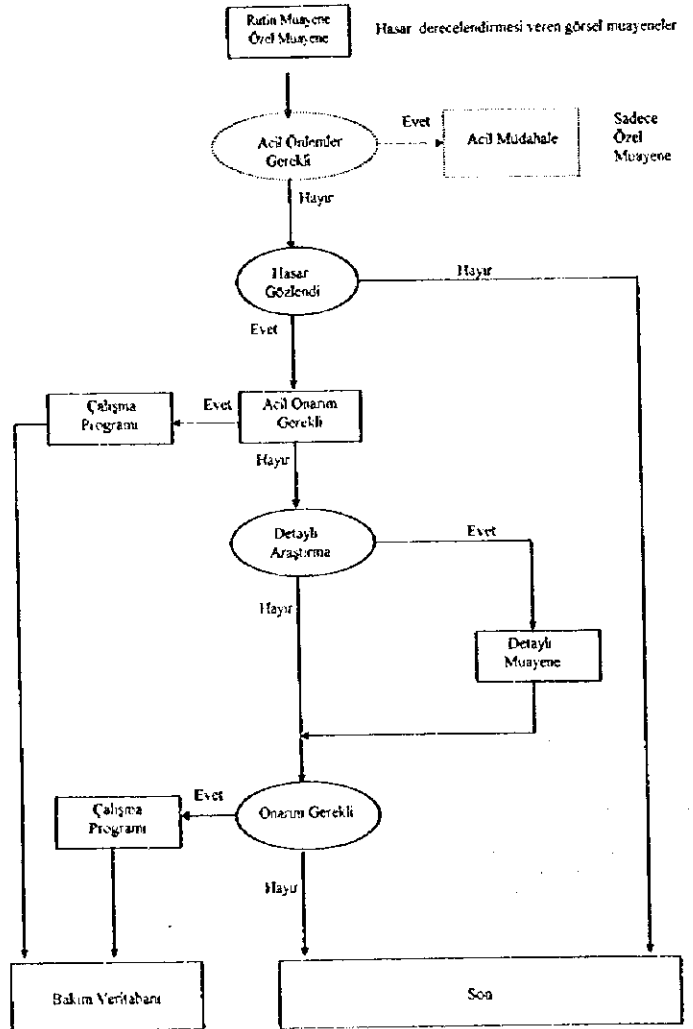 Rutin Muayene
Özel Muayene
Hasar derecelendirmesi veren görsel muayeneler
Acil Önlemler
Gerekli
Evet
Acil Müdahale
Sadece
Özel
Muayene
Hayır
Hasar
Gözlendi
Hayır
Evet
Çalışma
Programı
Evet
Acil Onarım
Gerekli
Hayır
Detaylı
Araştırma
Evet
Hayır
Detaylı
Muayene
Çalışma
Programı
Evet
Onarım Gerekli
Hayır
Bakım Veritabanı
Son